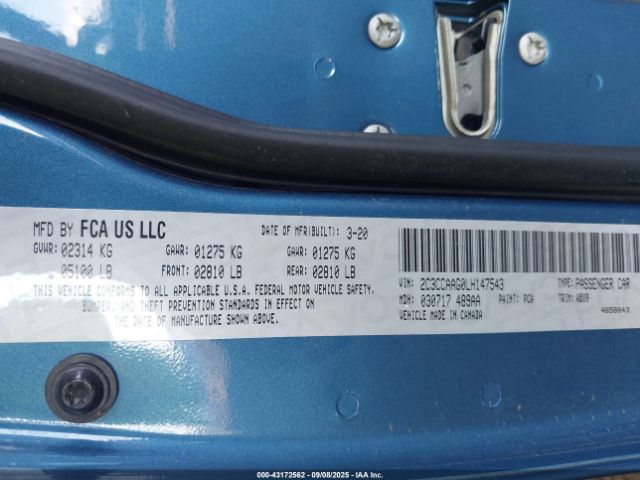 MFD BY FCA US LLC
DATE OF MFR(BUILT): 3-20
GVWR: 02314 KG GAWR: 01275 KG GAWR: 01275 KG
05100 LB FRONT: 02810 LB REAR: 02810 LB
THIS VEHICLE CONFORMS TO ALL APPLICABLE U.S.A. FEDERAL MOTOR VEHICLE SAFETY,
BUMPER, AND THEFT PREVENTION STANDARDS IN EFFECT ON
THE DATE OF MANUFACTURE SHOWN ABOVE.
VIN: 2C3CCAAG0LH147543 TYPE: PASSENGER CAR
MDH: 030717 489AA PAINT: PCA TRIM: ABX9
VEHICLE MADE IN CANADA 4658843
000-43172562 - 09/08/2025 - IAA Inc.